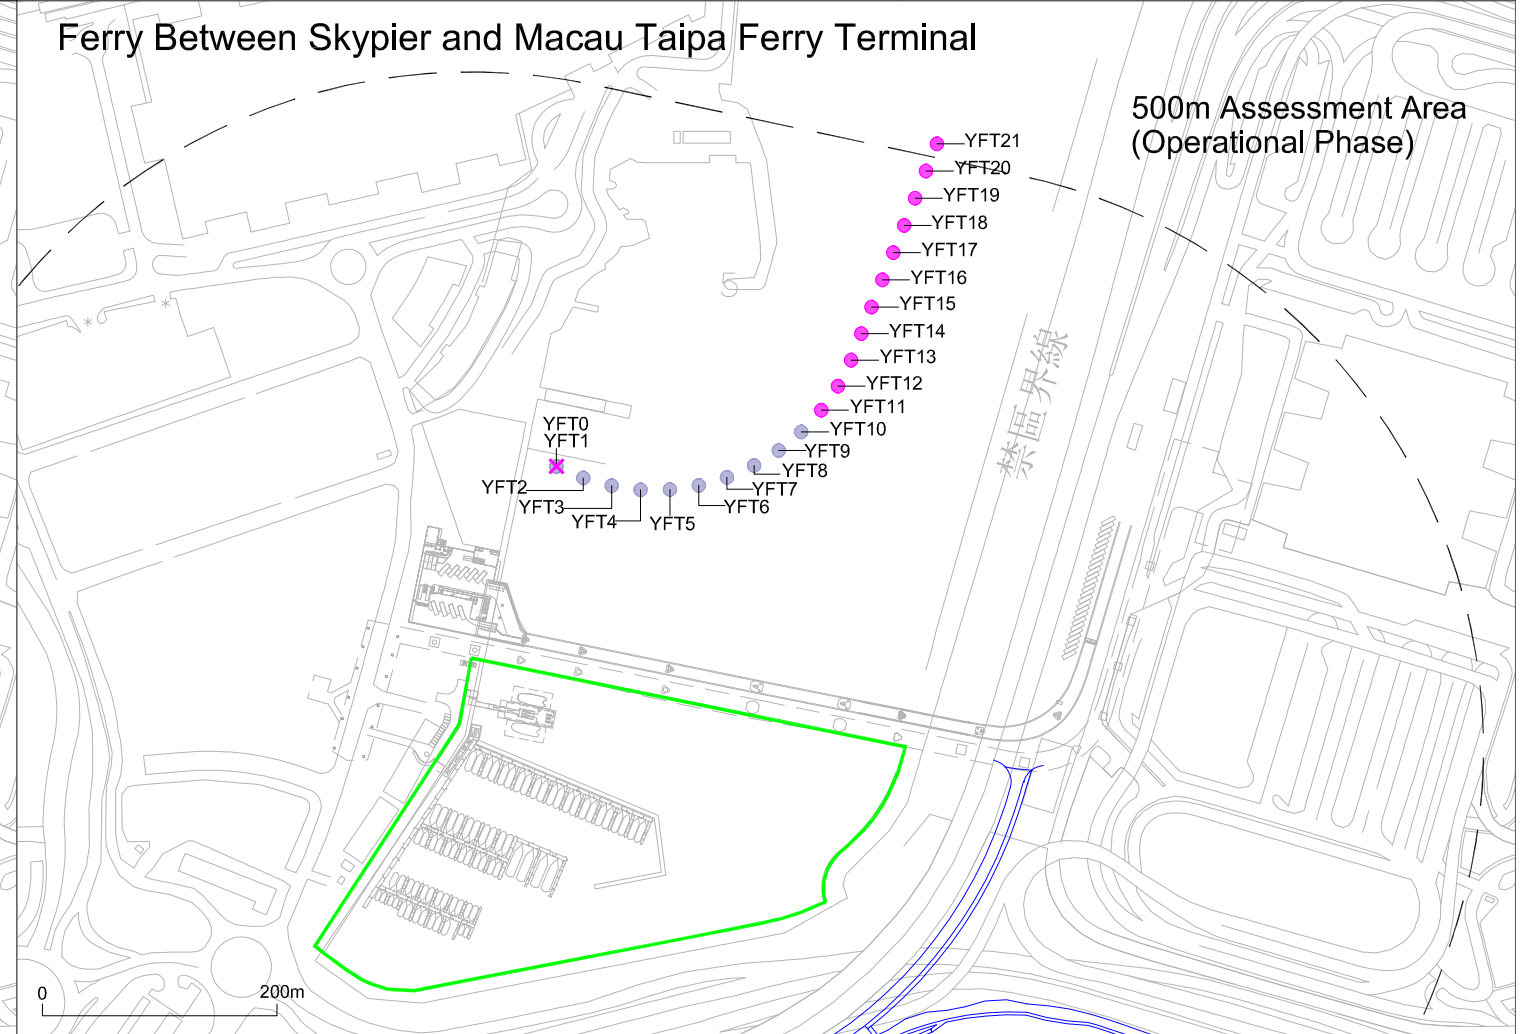 Ferry Between Skypier and Macau Taipa Ferry Terminal
500m Assessment Area
(Operational Phase)
YFT21
YFT20
YFT19
YFT18
YFT17
YFT16
YFT15
YFT14
YFT13
YFT12
YFT11
YFT10
YFT9
YFT8
YFT7
YFT6
YFT5
YFT4
YFT3
YFT2
YFT0
YFT1
禁區界線
0
200m